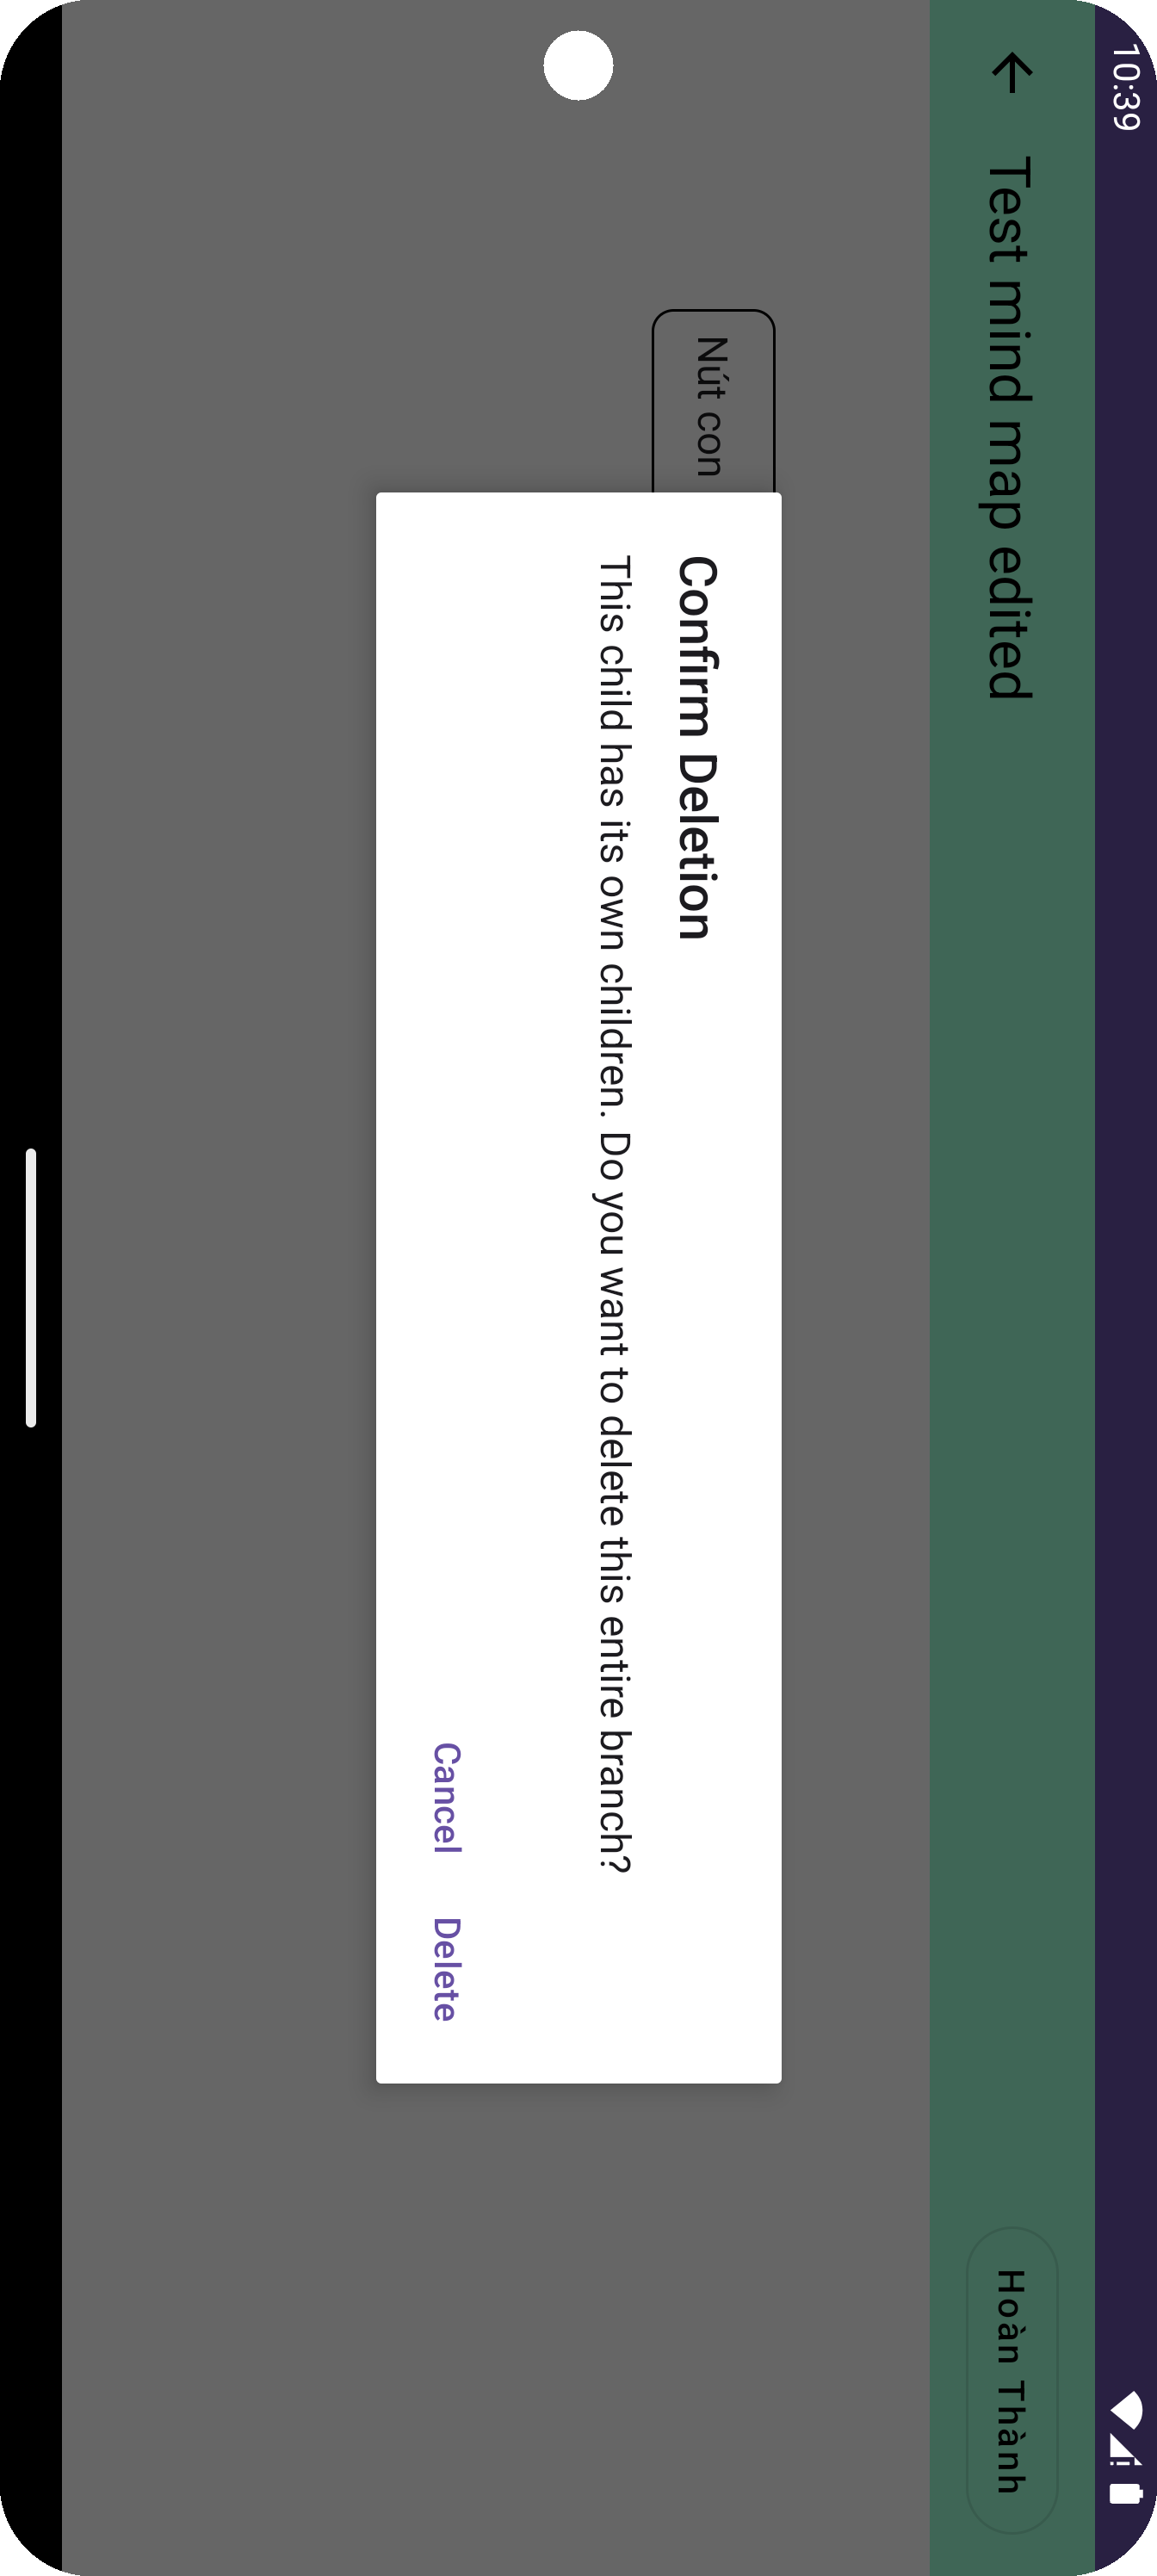 10:39
Test mind map edited
Hoàn Thành
Nút con
Confirm Deletion
This child has its own children. Do you want to delete this entire branch?
Cancel
Delete